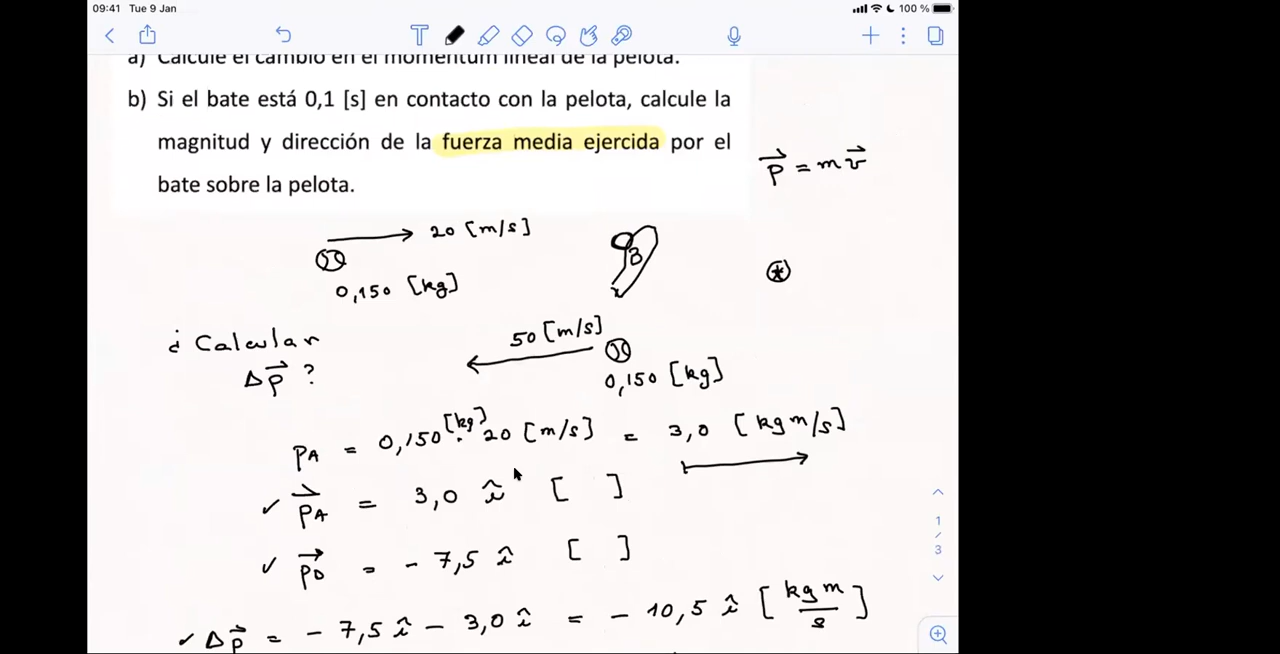 09:41 Tue 9 Jan 100 %
a) Calcule el cambio en el momentum lineal de la pelota.
b) Si el bate está 0,1 [s] en contacto con la pelota, calcule la
magnitud y dirección de la fuerza media ejercida por el
bate sobre la pelota.
p⃗ = m v⃗
20 [m/s]
B
0,150 [kg]
*
¿ Calcular
Δp⃗ ?
50 [m/s]
0,150 [kg]
pA = 0,150 [kg] · 20 [m/s] = 3,0 [kg m/s]
✓ p⃗A = 3,0 î [ ]
✓ p⃗D = - 7,5 î [ ]
✓ Δp⃗ = - 7,5 î - 3,0 î = - 10,5 î [kg m / s]
1
/
3